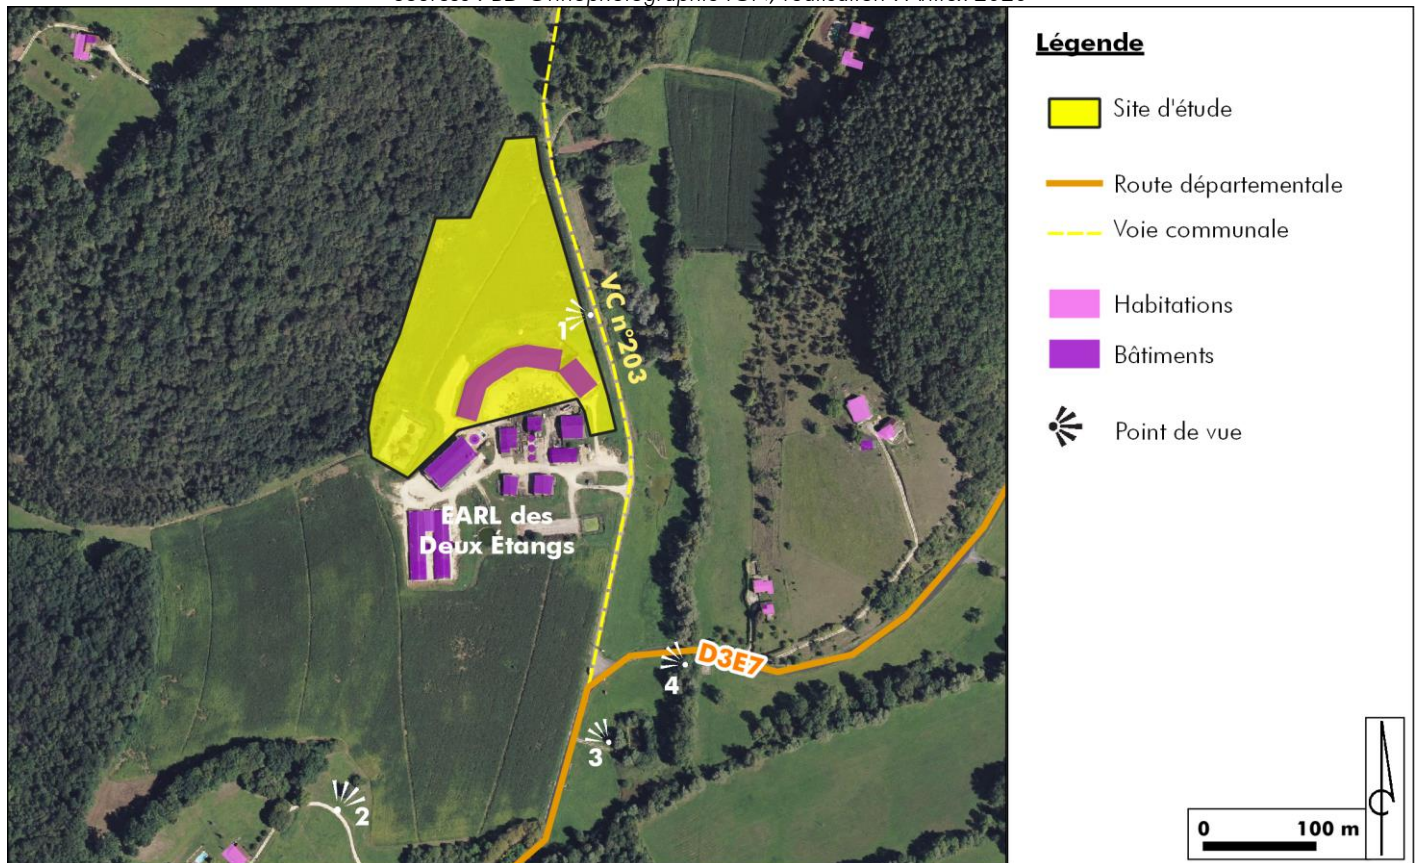 Légende
Site d'étude
Route départementale
Voie communale
Habitations
Bâtiments
Point de vue
VC n°203
1
EARL des
Deux Étangs
D3E7
4
3
2
0 100 m